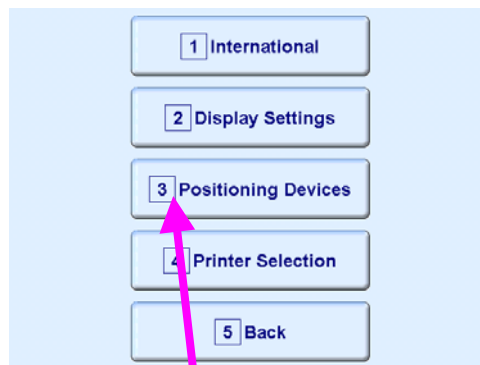 1 International
2 Display Settings
3 Positioning Devices
4 Printer Selection
5 Back